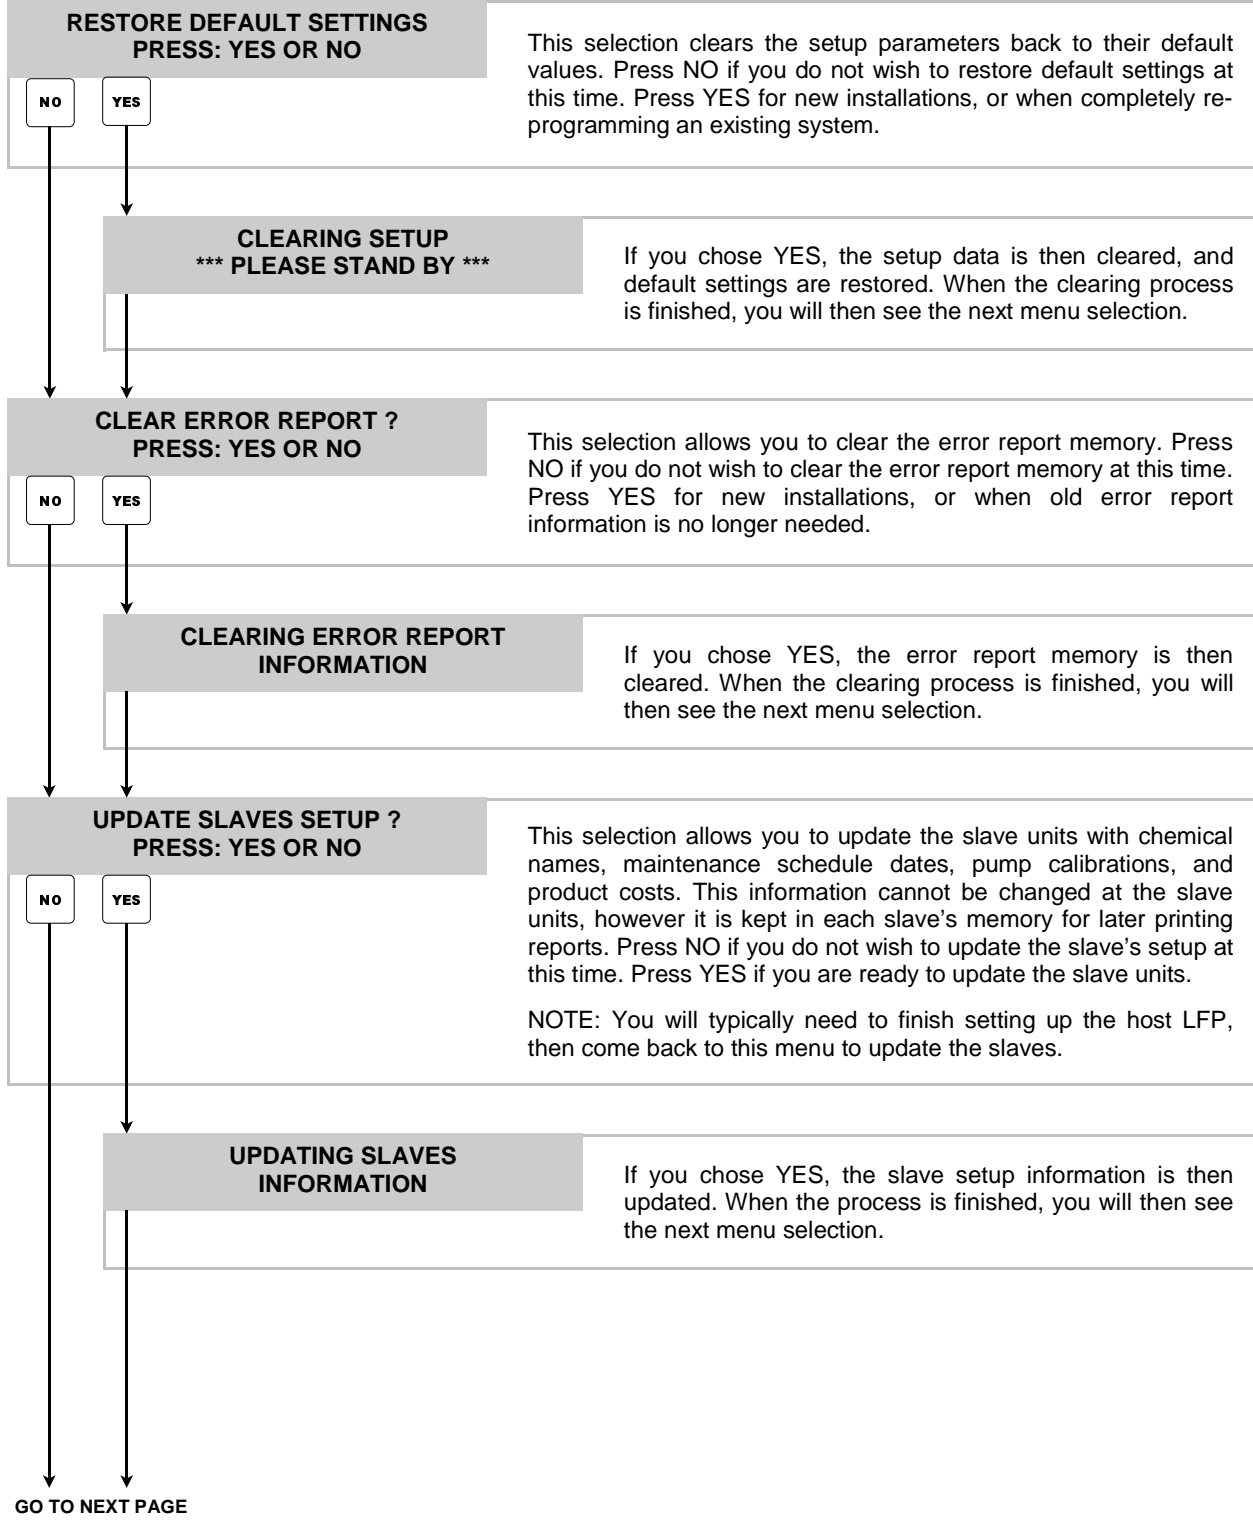 RESTORE DEFAULT SETTINGS
PRESS: YES OR NO
NO
YES
This selection clears the setup parameters back to their default
values. Press NO if you do not wish to restore default settings at
this time. Press YES for new installations, or when completely re-
programming an existing system.
CLEARING SETUP
*** PLEASE STAND BY ***
If you chose YES, the setup data is then cleared, and
default settings are restored. When the clearing process
is finished, you will then see the next menu selection.
CLEAR ERROR REPORT ?
PRESS: YES OR NO
NO
YES
This selection allows you to clear the error report memory. Press
NO if you do not wish to clear the error report memory at this time.
Press YES for new installations, or when old error report
information is no longer needed.
CLEARING ERROR REPORT
INFORMATION
If you chose YES, the error report memory is then
cleared. When the clearing process is finished, you will
then see the next menu selection.
UPDATE SLAVES SETUP ?
PRESS: YES OR NO
NO
YES
This selection allows you to update the slave units with chemical
names, maintenance schedule dates, pump calibrations, and
product costs. This information cannot be changed at the slave
units, however it is kept in each slave’s memory for later printing
reports. Press NO if you do not wish to update the slave’s setup at
this time. Press YES if you are ready to update the slave units.
NOTE: You will typically need to finish setting up the host LFP,
then come back to this menu to update the slaves.
UPDATING SLAVES
INFORMATION
If you chose YES, the slave setup information is then
updated. When the process is finished, you will then see
the next menu selection.
GO TO NEXT PAGE